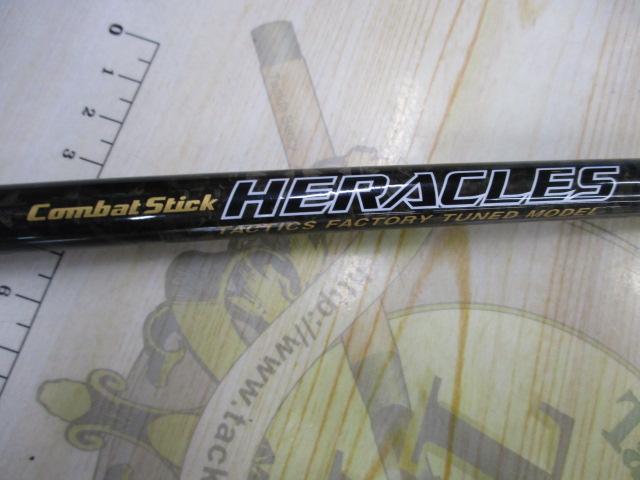 Combat Stick HERACLES
TACTICS FACTORY TUNED MODEL
0
1
2
3
6
http://www.tack